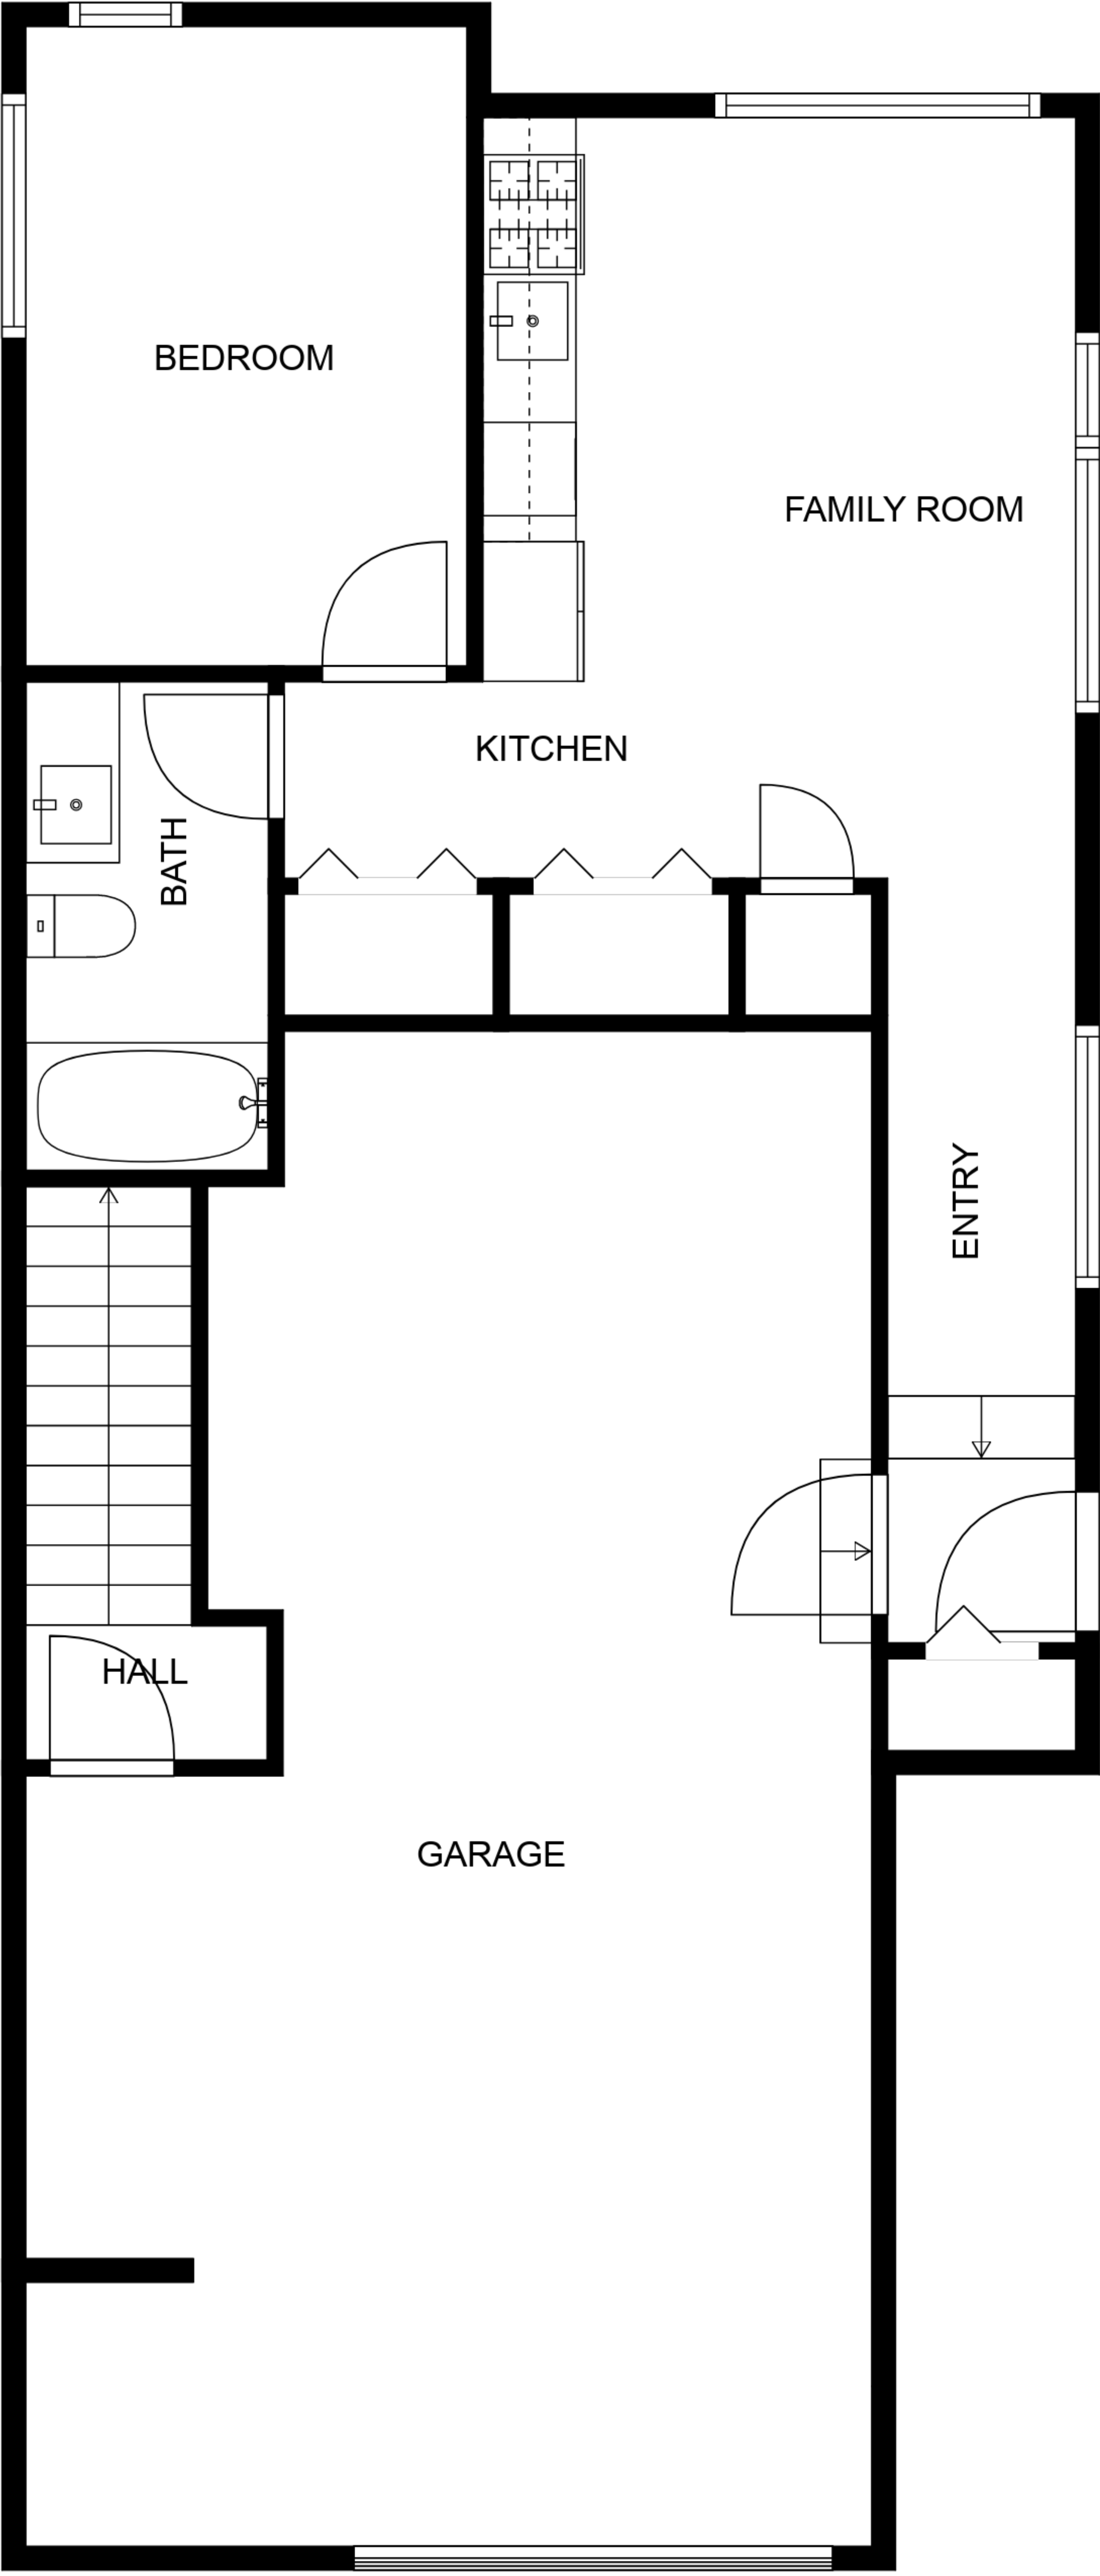 BEDROOM
FAMILY ROOM
KITCHEN
BATH
ENTRY
HALL
GARAGE